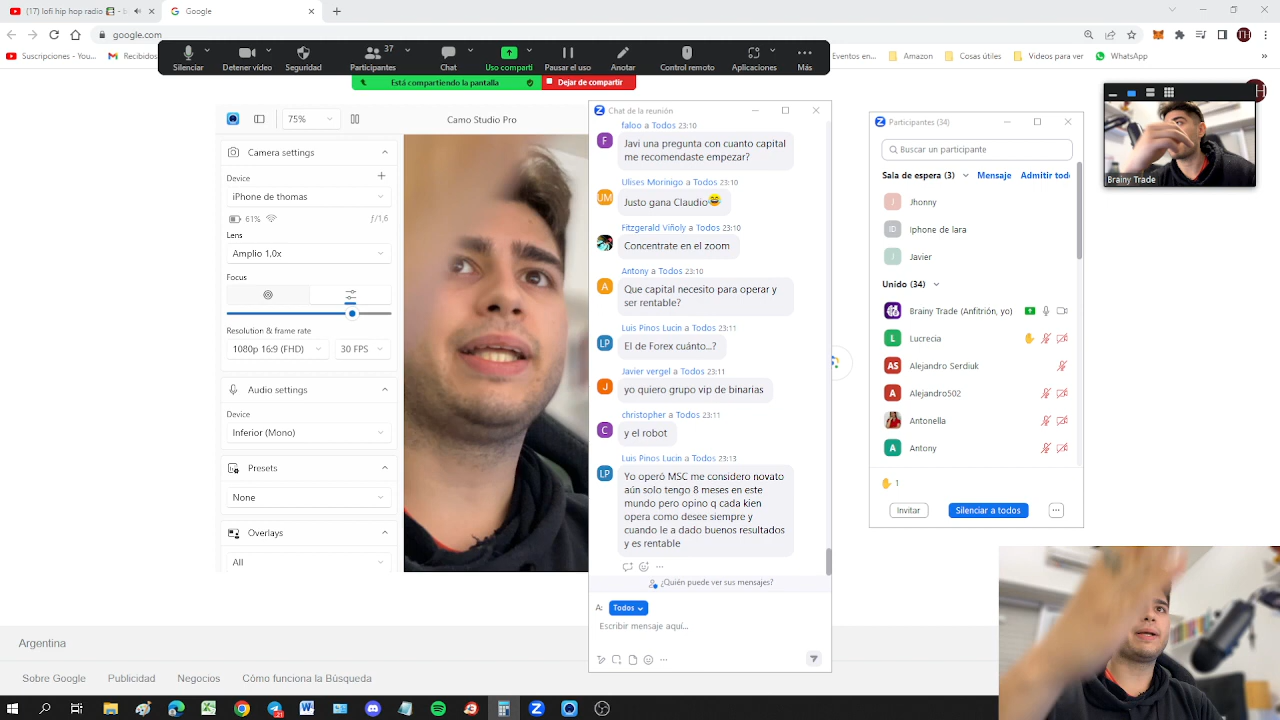 (17) lofi hip hop radio
Google
google.com
Suscripciones - You
Recibidos
Eventos en...
Amazon
Cosas útiles
Videos para ver
WhatsApp
Silenciar
Detener vídeo
Seguridad
Participantes
37
Chat
Uso comparti
Pausar el uso
Anotar
Control remoto
Aplicaciones
Más
Está compartiendo la pantalla
Dejar de compartir
75%
Camo Studio Pro
Camera settings
Device
iPhone de thomas
61%
ƒ/1,6
Lens
Amplio 1,0x
Focus
Resolution & frame rate
1080p 16:9 (FHD)
30 FPS
Audio settings
Device
Inferior (Mono)
Presets
None
Overlays
All
Chat de la reunión
faloo a Todos 23:10
F
Javi una pregunta con cuanto capital
me recomendaste empezar?
Ulises Morinigo a Todos 23:10
UM
Justo gana Claudio😅
Fitzgerald Viñoly a Todos 23:10
Concentrate en el zoom
Antony a Todos 23:10
A
Que capital necesito para operar y
ser rentable?
Luis Pinos Lucin a Todos 23:11
LP
El de Forex cuánto...?
Javier vergel a Todos 23:11
J
yo quiero grupo vip de binarias
christopher a Todos 23:11
C
y el robot
Luis Pinos Lucin a Todos 23:13
LP
Yo operó MSC me considero novato
aún solo tengo 8 meses en este
mundo pero opino q cada kien
opera como desee siempre y
cuando le a dado buenos resultados
y es rentable
¿Quién puede ver sus mensajes?
A: Todos
Escribir mensaje aquí...
Participantes (34)
Buscar un participante
Sala de espera (3)
Mensaje
Admitir tod
J
Jhonny
ID
Iphone de lara
J
Javier
Unido (34)
Brainy Trade (Anfitrión, yo)
L
Lucrecia
AS
Alejandro Serdiuk
A
Alejandro502
Antonella
A
Antony
1
Invitar
Silenciar a todos
Brainy Trade
Argentina
Sobre Google
Publicidad
Negocios
Cómo funciona la Búsqueda